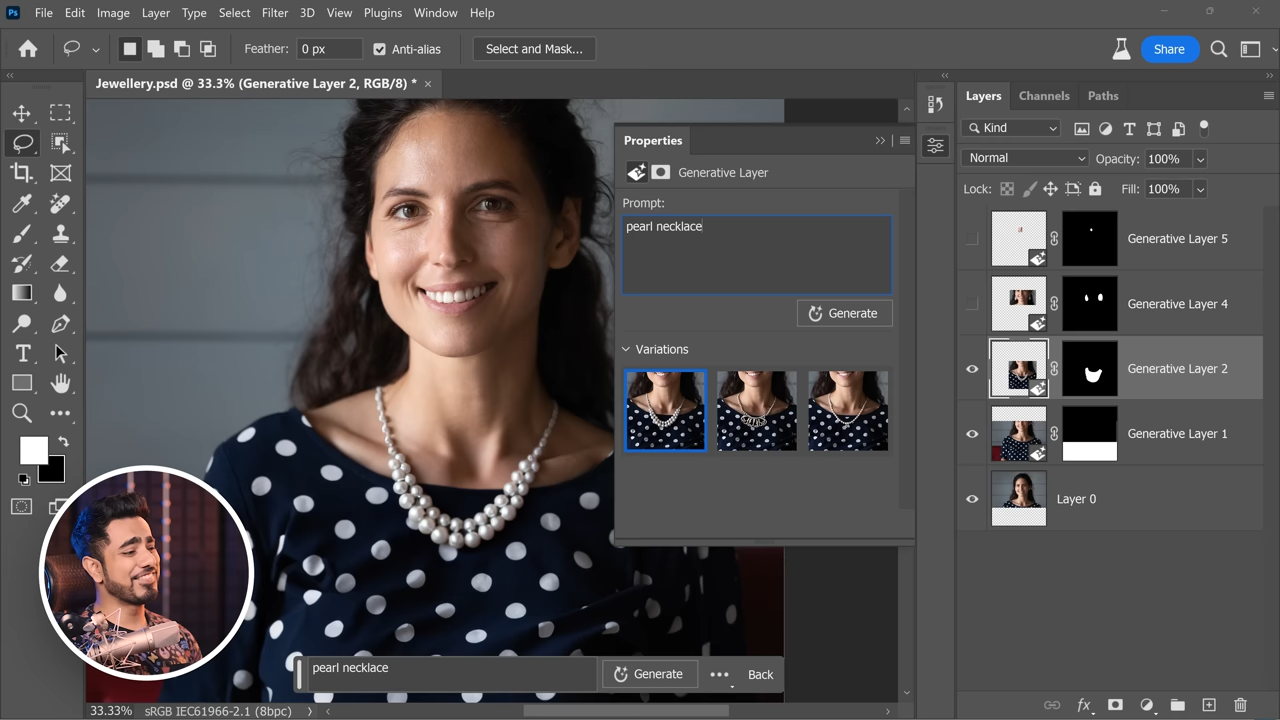 Ps File Edit Image Layer Type Select Filter 3D View Plugins Window Help
Feather: 0 px Anti-alias Select and Mask... Share
Jewellery.psd @ 33.3% (Generative Layer 2, RGB/8) * ×
Properties
Generative Layer
Prompt:
pearl necklace
Generate
Variations
pearl necklace
Generate
Back
33.33% sRGB IEC61966-2.1 (8bpc)
Layers Channels Paths
Kind
Normal Opacity: 100%
Lock: Fill: 100%
Generative Layer 5
Generative Layer 4
Generative Layer 2
Generative Layer 1
Layer 0
fx